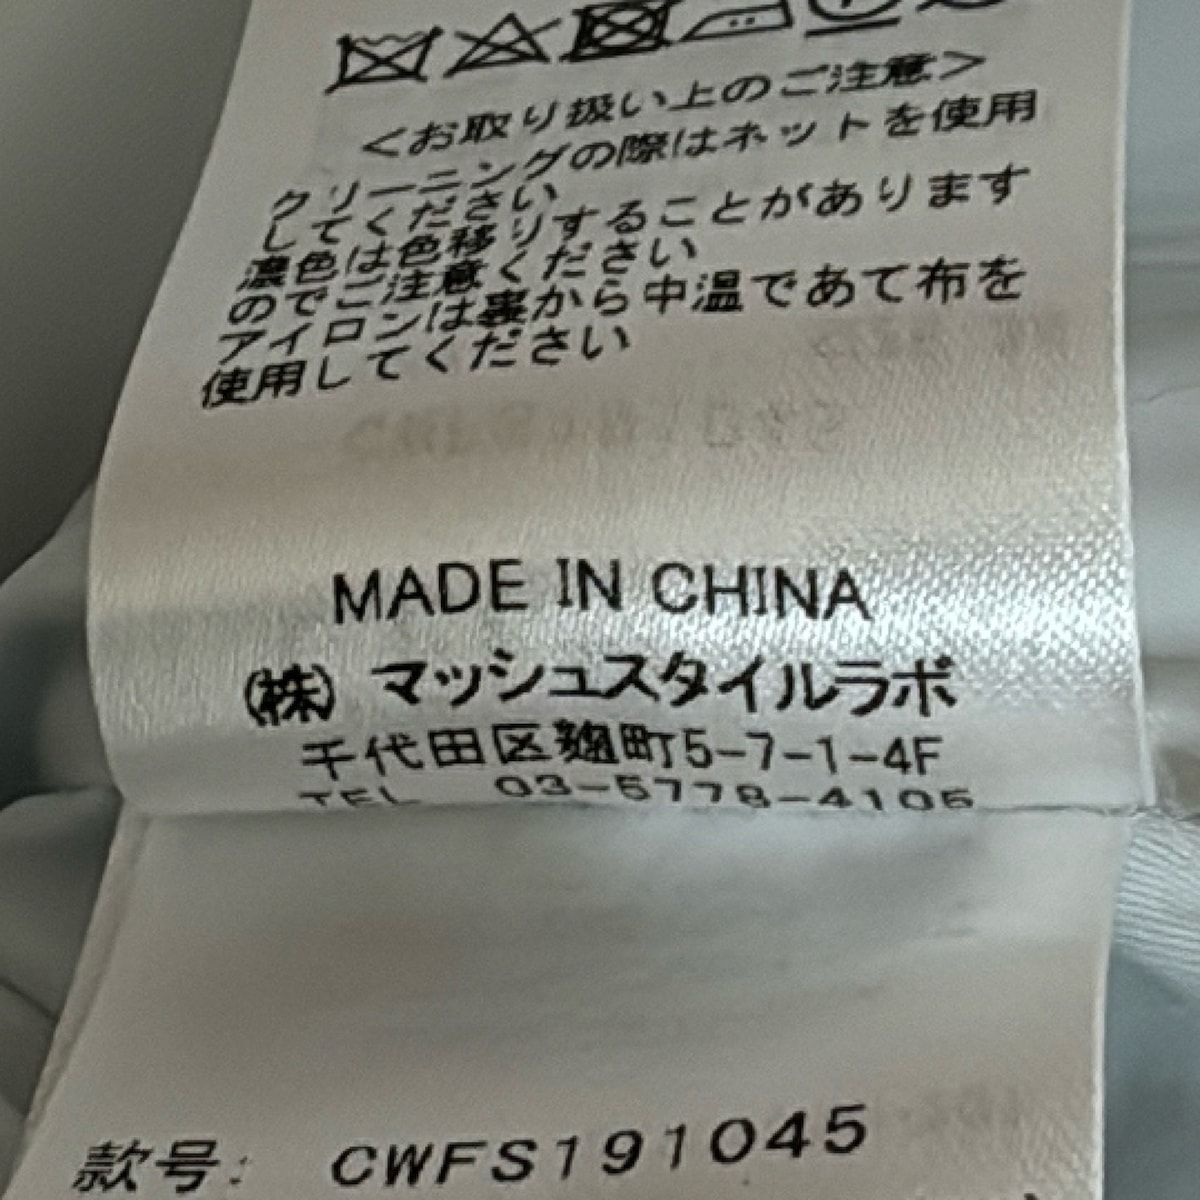 <お取り扱い上のご注意>
クリーニングの際はネットを使用
してください
濃色は色移りすることがあります
のでご注意ください
アイロンは裏から中温であて布を
使用してください
MADE IN CHINA
(株) マッシュスタイルラボ
千代田区麹町5-7-1-4F
TEL 03-5778-4105
款号: CWFS191045